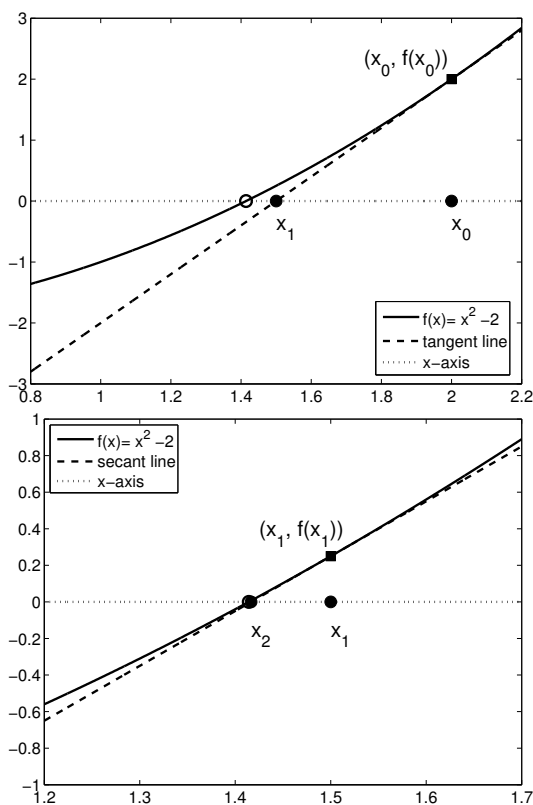 3
2
1
0
−1
−2
−3
(x0, f(x0))
x1
x0
f(x)= x2 −2
tangent line
x−axis
0.8 1 1.2 1.4 1.6 1.8 2 2.2
1
0.8
0.6
0.4
0.2
0
−0.2
−0.4
−0.6
−0.8
−1
f(x)= x2 −2
secant line
x−axis
(x1, f(x1))
x2
x1
1.2 1.3 1.4 1.5 1.6 1.7